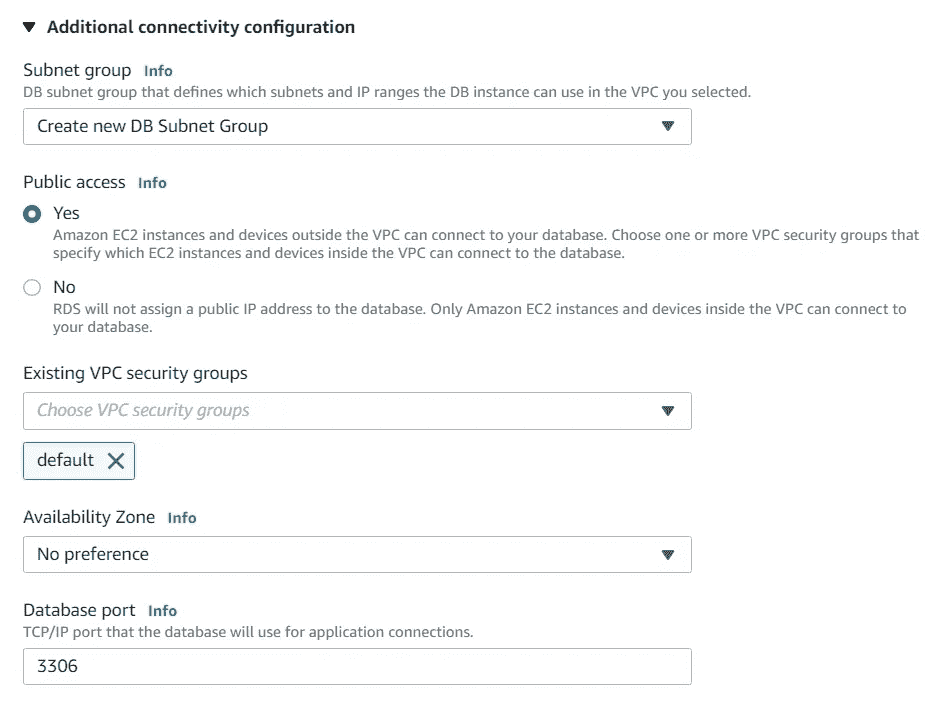 Additional connectivity configuration
Subnet group Info
DB subnet group that defines which subnets and IP ranges the DB instance can use in the VPC you selected.
Create new DB Subnet Group
Public access Info
Yes
Amazon EC2 instances and devices outside the VPC can connect to your database. Choose one or more VPC security groups that
specify which EC2 instances and devices inside the VPC can connect to the database.
No
RDS will not assign a public IP address to the database. Only Amazon EC2 instances and devices inside the VPC can connect to
your database.
Existing VPC security groups
Choose VPC security groups
default
Availability Zone Info
No preference
Database port Info
TCP/IP port that the database will use for application connections.
3306